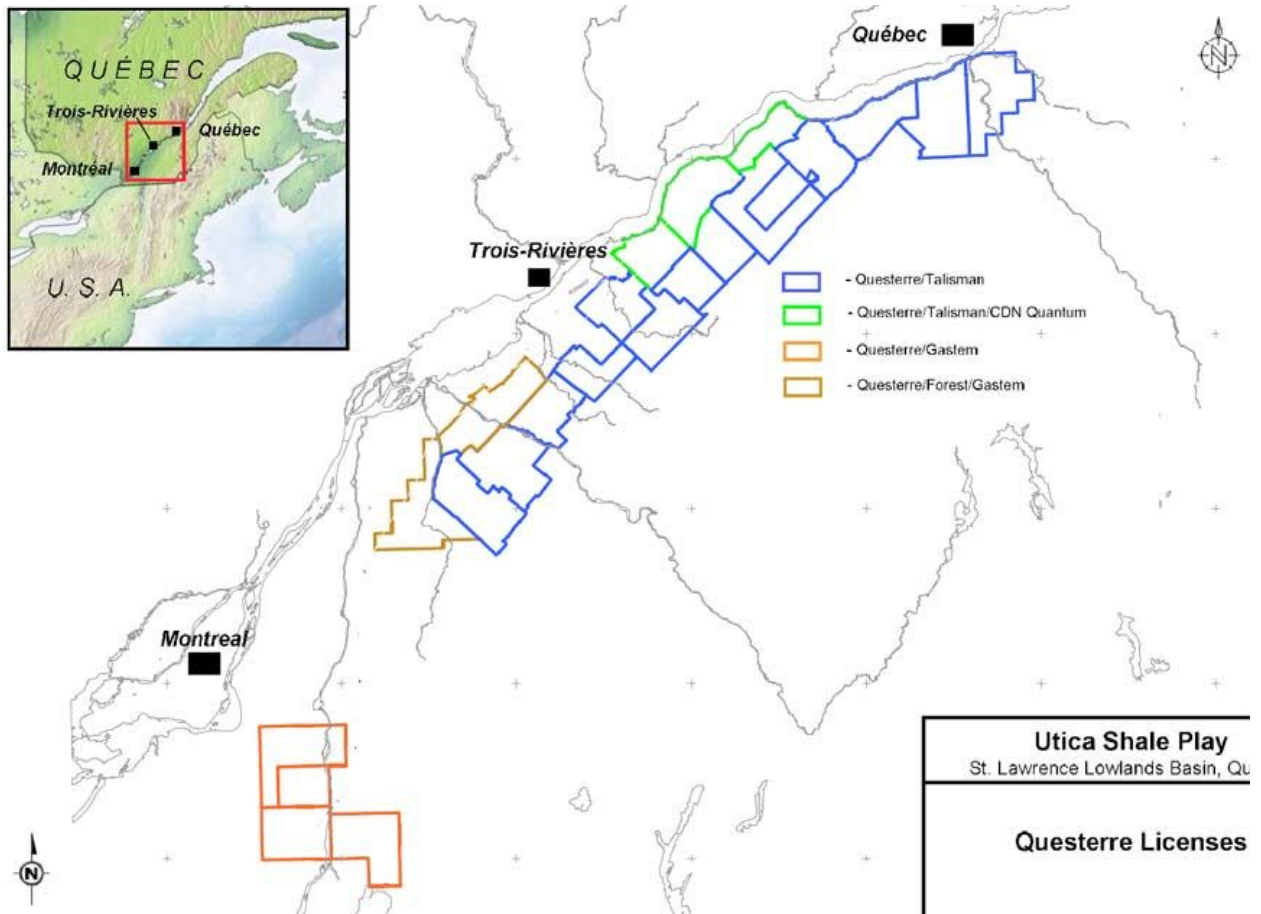 QUÉBEC
Trois-Rivières
Québec
Montréal
U. S. A.
Québec
N
Trois-Rivières
- Questerre/Talisman
- Questerre/Talisman/CDN Quantum
- Questerre/Gastem
- Questerre/Forest/Gastem
Montreal
Utica Shale Play
St. Lawrence Lowlands Basin, Qu
Questerre Licenses
N